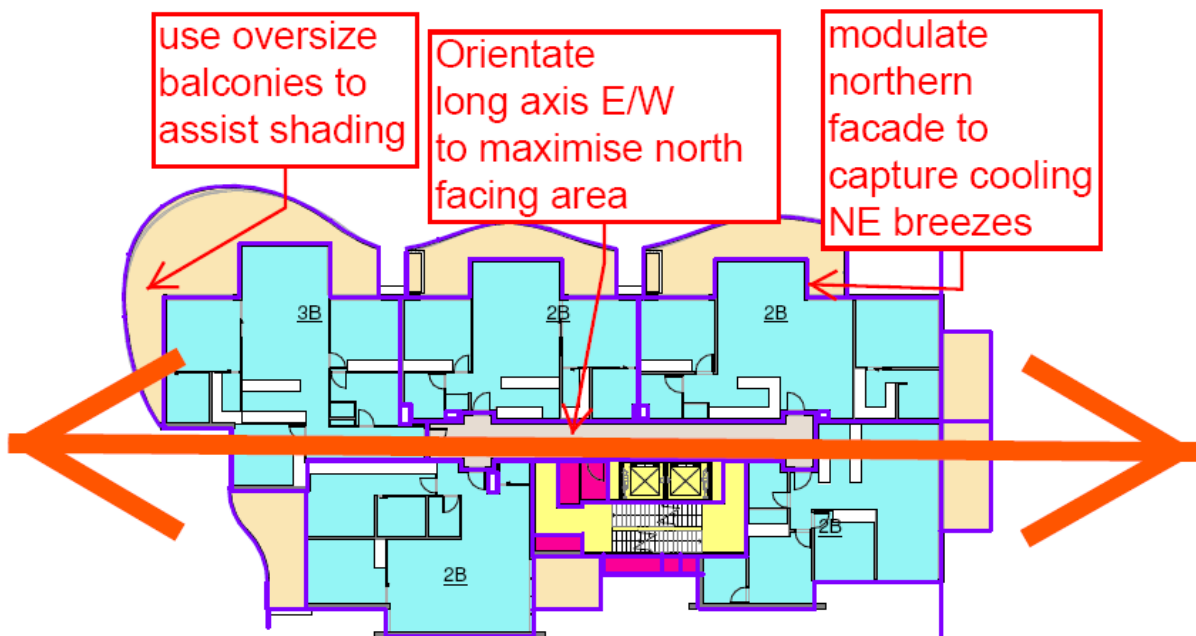 use oversize
balconies to
assist shading
Orientate
long axis E/W
to maximise north
facing area
modulate
northern
facade to
capture cooling
NE breezes
3B
2B
2B
2B
2B